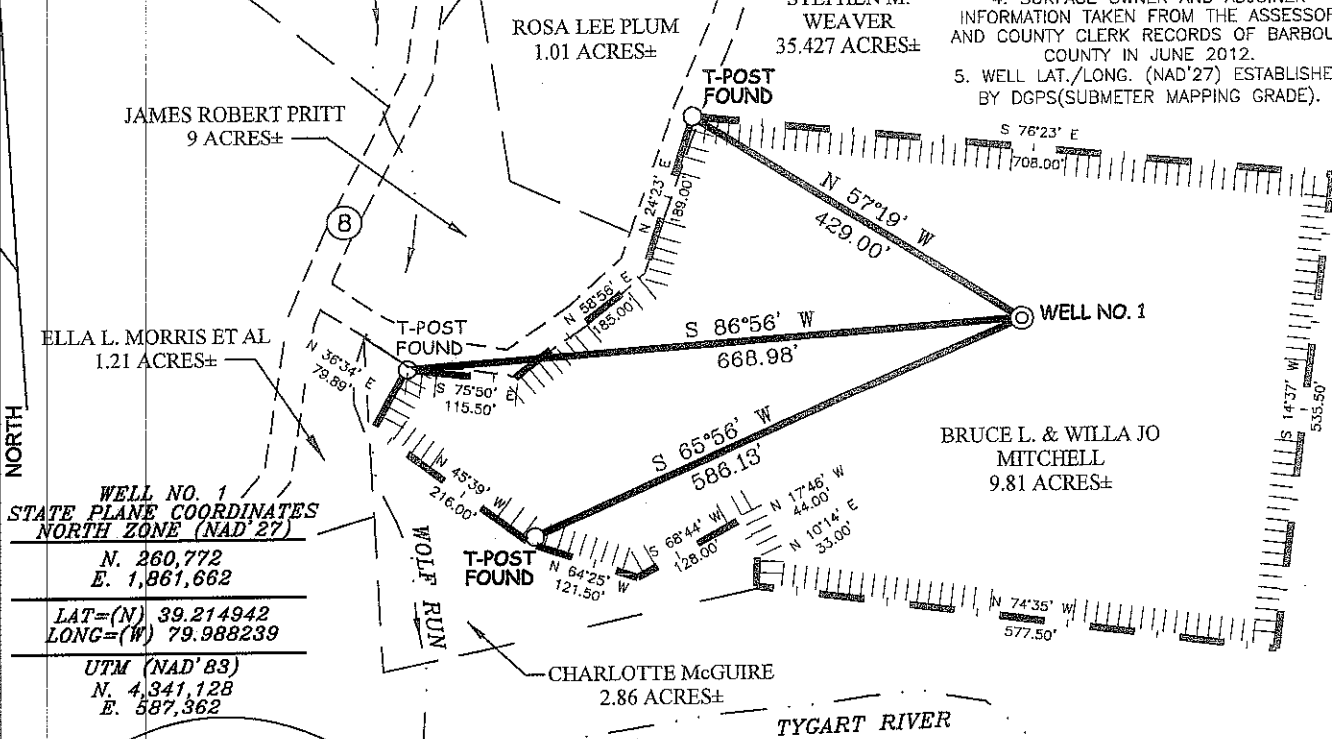 ROSA LEE PLUM
1.01 ACRES±
STEPHEN M.
WEAVER
35.427 ACRES±
4. SURFACE OWNER AND ADJOINER
INFORMATION TAKEN FROM THE ASSESSOR
AND COUNTY CLERK RECORDS OF BARBOU
COUNTY IN JUNE 2012.
5. WELL LAT./LONG. (NAD'27) ESTABLISHE
BY DGPS(SUBMETER MAPPING GRADE).
T-POST
FOUND
JAMES ROBERT PRITT
9 ACRES±
S 76°23' E
708.00'
N 57°19' W
429.00'
N 24°23' E
189.00'
8
N 58°56' E
185.00'
WELL NO. 1
S 86°56' W
668.98'
T-POST
FOUND
ELLA L. MORRIS ET AL
1.21 ACRES±
N 36°34' E
79.89'
S 75°50' E
115.50'
S 14°37' W
535.50'
NORTH
S 65°56' W
586.13'
BRUCE L. & WILLA JO
MITCHELL
9.81 ACRES±
N 45°39' W
216.00'
N 17°46' W
44.00'
N 10°14' E
33.00'
S 68°44' W
128.00'
T-POST
FOUND
N 64°25' W
121.50'
N 74°35' W
577.50'
WOLF RUN
WELL NO. 1
STATE PLANE COORDINATES
NORTH ZONE (NAD'27)
N. 260,772
E. 1,861,662
LAT=(N) 39.214942
LONG=(W) 79.988239
UTM (NAD'83)
N. 4,341,128
E. 587,362
CHARLOTTE McGUIRE
2.86 ACRES±
TYGART RIVER